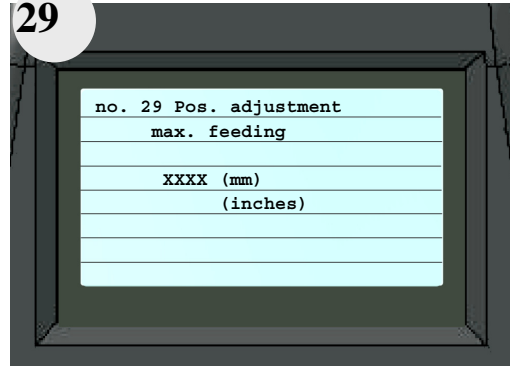 29
no. 29 Pos. adjustment
max. feeding
XXXX (mm)
(inches)